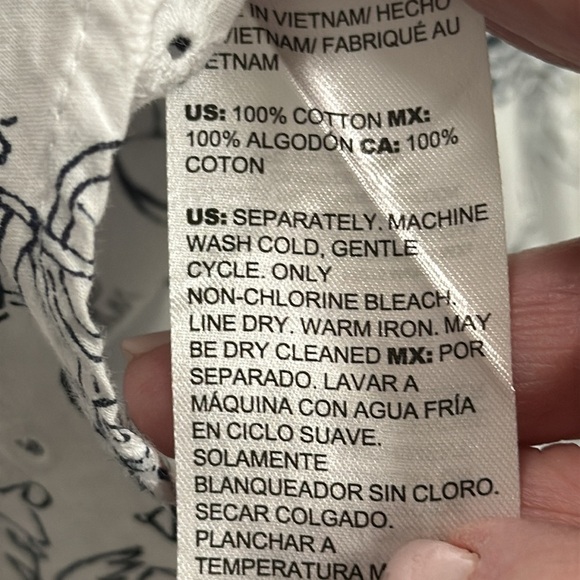 IN VIETNAM/ HECHO
VIETNAM/ FABRIQUÉ AU
ETNAM
US: 100% COTTON MX:
100% ALGODÓN CA: 100%
COTON
US: SEPARATELY. MACHINE
WASH COLD, GENTLE
CYCLE. ONLY
NON-CHLORINE BLEACH.
LINE DRY. WARM IRON. MAY
BE DRY CLEANED MX: POR
SEPARADO. LAVAR A
MÁQUINA CON AGUA FRÍA
EN CICLO SUAVE.
SOLAMENTE
BLANQUEADOR SIN CLORO.
SECAR COLGADO.
PLANCHAR A
TEMPERATURA M